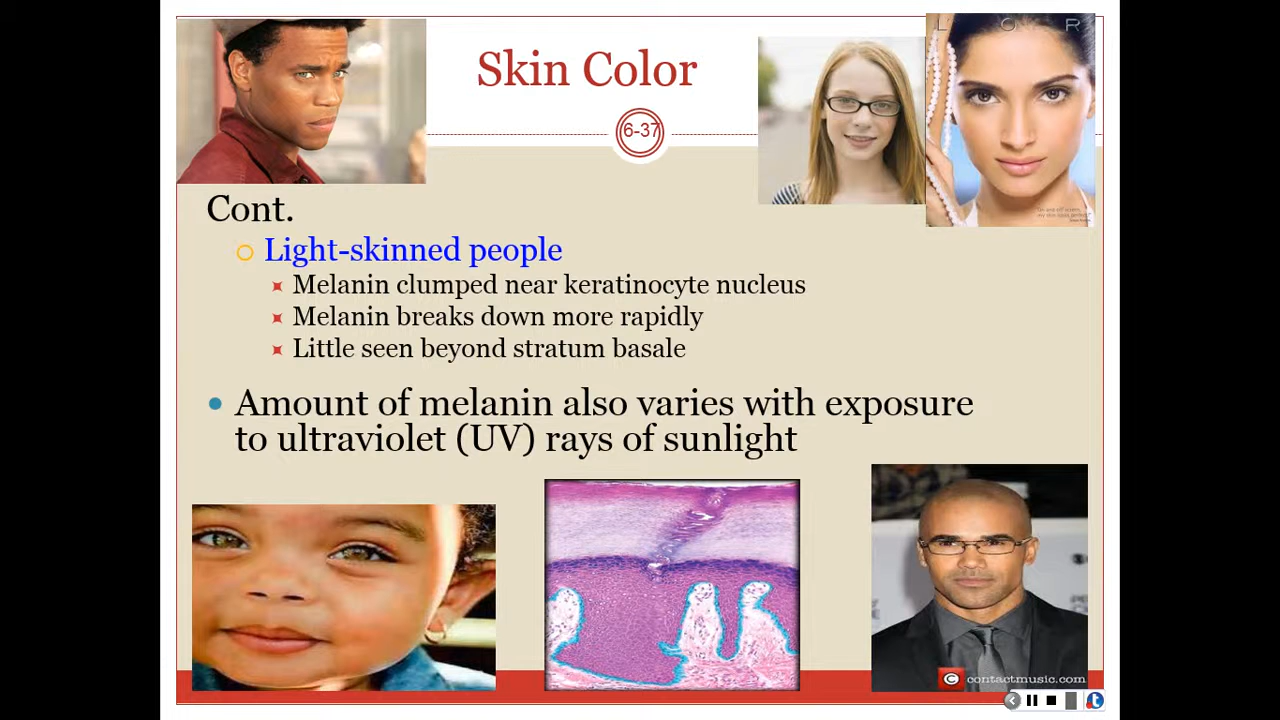 L O R
Skin Color
6-37
Cont.
Light-skinned people
Melanin clumped near keratinocyte nucleus
Melanin breaks down more rapidly
Little seen beyond stratum basale
Amount of melanin also varies with exposure
to ultraviolet (UV) rays of sunlight
C contactmusic.com
t